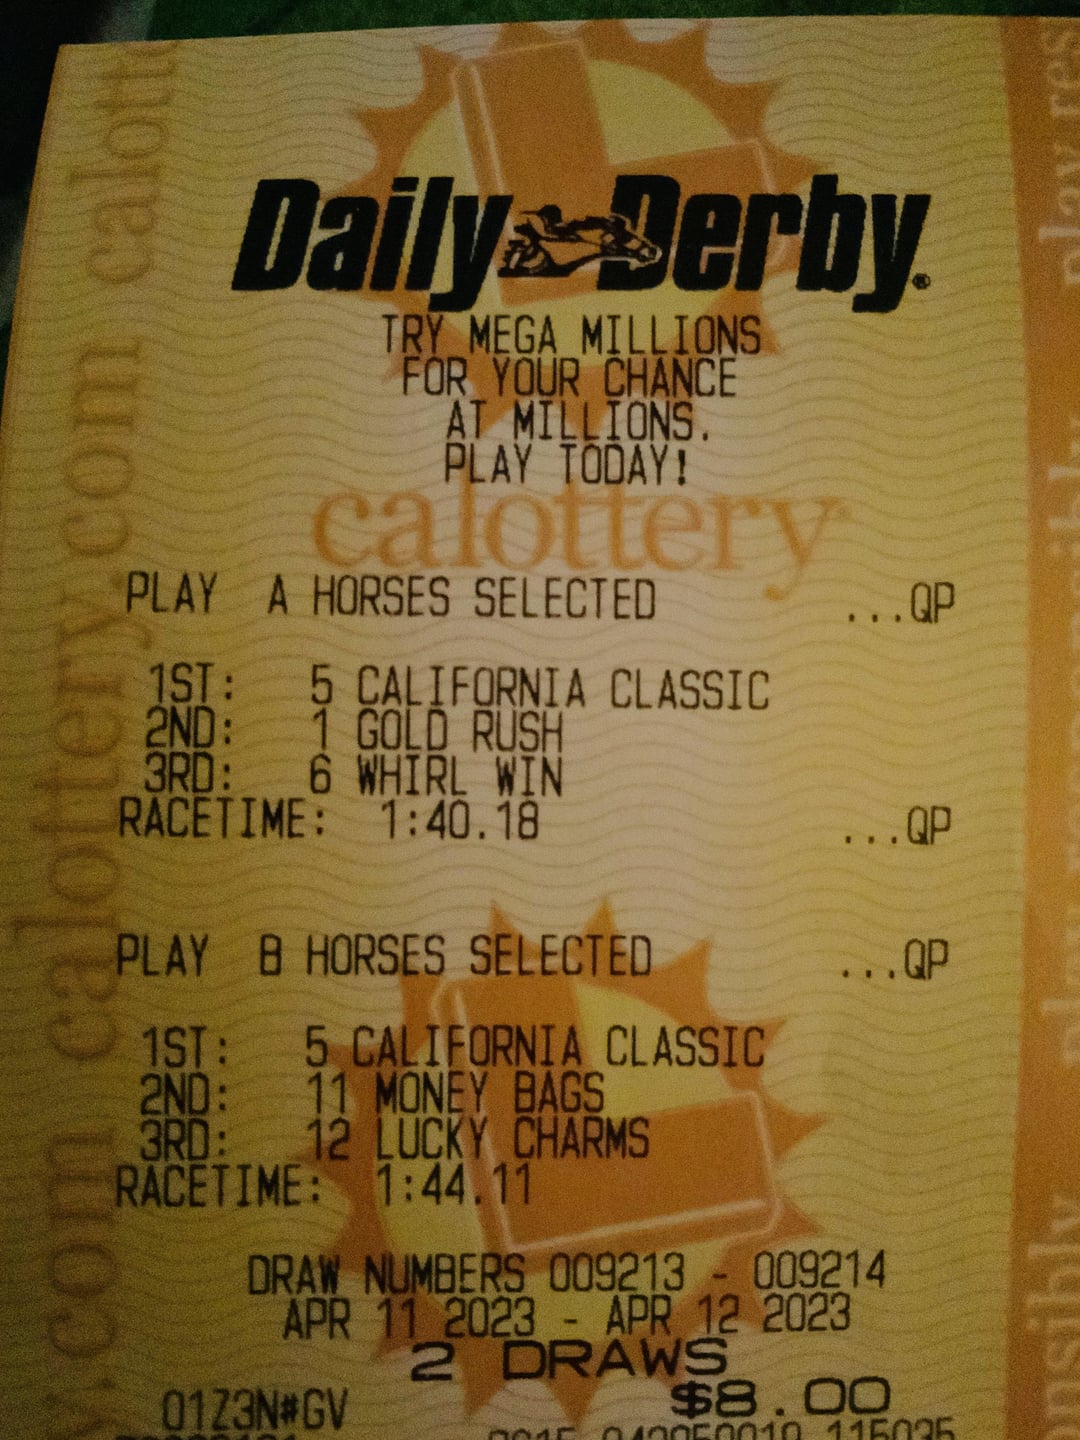 Daily Derby®
TRY MEGA MILLIONS
FOR YOUR CHANCE
AT MILLIONS.
PLAY TODAY!
calottery
PLAY A HORSES SELECTED ...QP
1ST: 5 CALIFORNIA CLASSIC
2ND: 1 GOLD RUSH
3RD: 6 WHIRL WIN
RACETIME: 1:40.18 ...QP
PLAY B HORSES SELECTED ...QP
1ST: 5 CALIFORNIA CLASSIC
2ND: 11 MONEY BAGS
3RD: 12 LUCKY CHARMS
RACETIME: 1:44.11
DRAW NUMBERS 009213 - 009214
APR 11 2023 - APR 12 2023
2 DRAWS
$8.00
01Z3N#GV
calottery.com